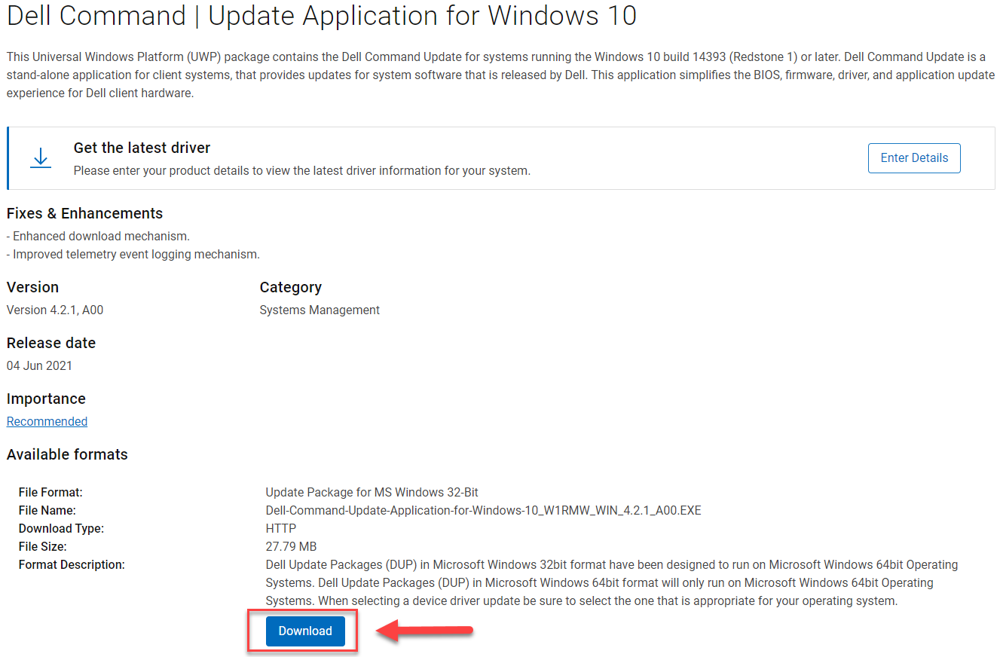 Dell Command | Update Application for Windows 10
This Universal Windows Platform (UWP) package contains the Dell Command Update for systems running the Windows 10 build 14393 (Redstone 1) or later. Dell Command Update is a
stand-alone application for client systems, that provides updates for system software that is released by Dell. This application simplifies the BIOS, firmware, driver, and application update
experience for Dell client hardware.
Get the latest driver
Please enter your product details to view the latest driver information for your system.
Enter Details
Fixes & Enhancements
- Enhanced download mechanism.
- Improved telemetry event logging mechanism.
Version Category
Version 4.2.1, A00 Systems Management
Release date
04 Jun 2021
Importance
Recommended
Available formats
File Format: Update Package for MS Windows 32-Bit
File Name: Dell-Command-Update-Application-for-Windows-10_W1RMW_WIN_4.2.1_A00.EXE
Download Type: HTTP
File Size: 27.79 MB
Format Description: Dell Update Packages (DUP) in Microsoft Windows 32bit format have been designed to run on Microsoft Windows 64bit Operating
Systems. Dell Update Packages (DUP) in Microsoft Windows 64bit format will only run on Microsoft Windows 64bit Operating
Systems. When selecting a device driver update be sure to select the one that is appropriate for your operating system.
Download